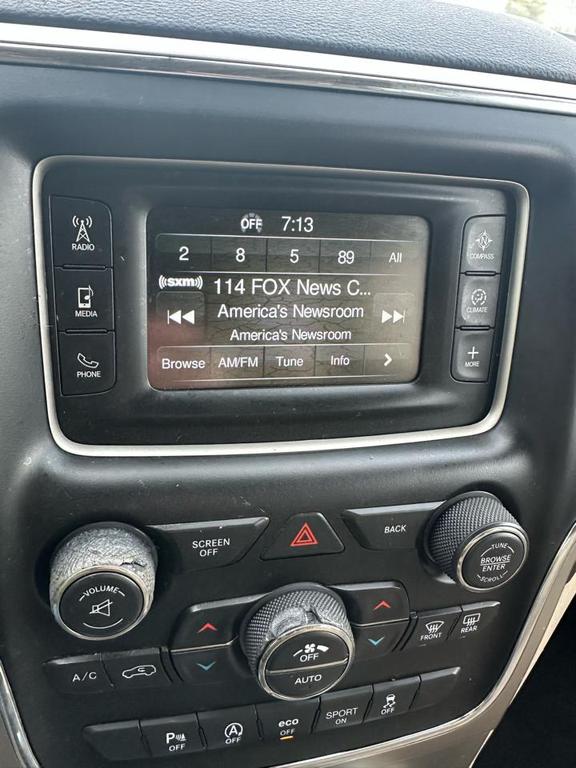 OFF 7:13
RADIO
COMPASS
2 8 5 89 All
((sxm)) 114 FOX News C...
America's Newsroom
MEDIA
CLIMATE
America's Newsroom
Browse AM/FM Tune Info
PHONE
+
MORE
SCREEN
OFF
BACK
VOLUME
TUNE
BROWSE
ENTER
SCROLL
OFF
AUTO
FRONT
REAR
A/C
P OFF
A OFF
eco
OFF
SPORT
ON
OFF